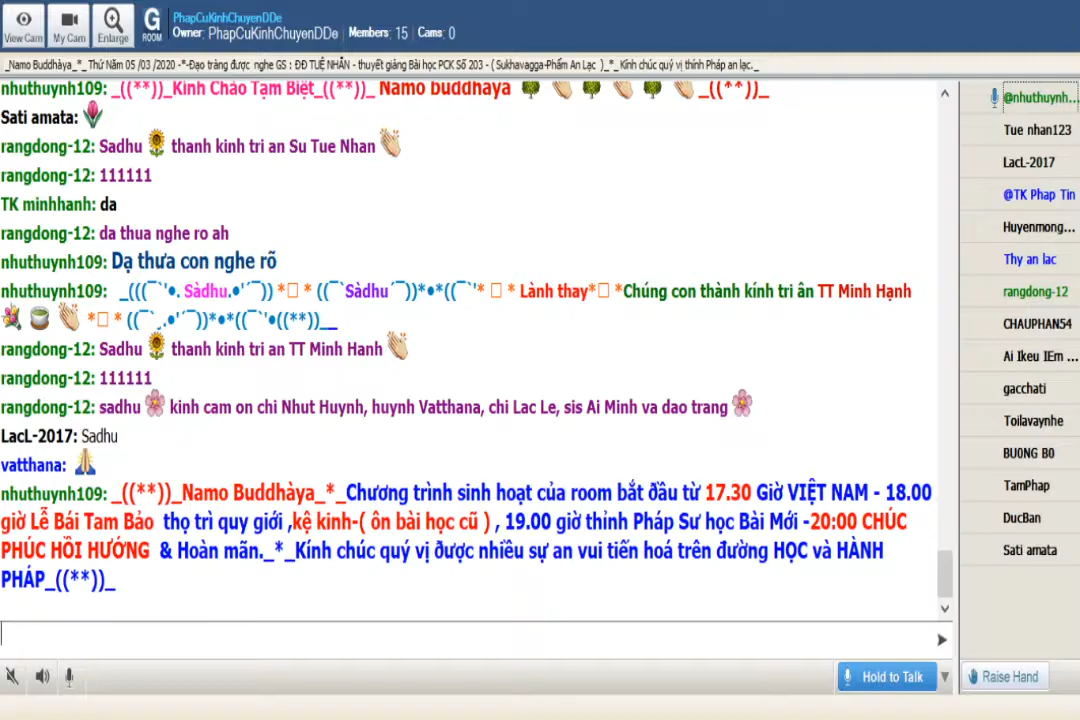 View Cam
My Cam
Enlarge
G
ROOM
PhapCuKinhChuyenDDe
Owner: PhapCuKinhChuyenDDe Members: 15 Cams: 0
_Namo Buddhàya_*_ Thứ Năm 05 /03 /2020 -*-Đạo tràng được nghe GS : ĐĐ TUỆ NHẪN - thuyết giảng Bài học PCK Số 203 - ( Sukhavagga-Phẩm An Lạc )_*_ Kính chúc quý vị thính Pháp an lạc._
nhuthuynh109: _((**))_Kính Chào Tạm Biệt_((**))_ Namo buddhaya 🌳 👏 🌳 👏 🌳 👏 _((**))_
Sati amata: 🌷
rangdong-12: Sadhu 🌻 thanh kinh tri an Su Tue Nhan 👏
rangdong-12: 111111
TK minhhanh: da
rangdong-12: da thua nghe ro ah
nhuthuynh109: Dạ thưa con nghe rõ
nhuthuynh109: _(((¯`'•. Sàdhu.•'´¯)) *▯ * ((¯`Sàdhu´¯))*•*((¯`'* ▯ * Lành thay*▯ *Chúng con thành kính tri ân TT Minh Hạnh
💐 🍵 👏 *▯ * ((¯`.•'´¯))*•*((¯`'•((**))__
rangdong-12: Sadhu 🌻 thanh kinh tri an TT Minh Hanh 👏
rangdong-12: 111111
rangdong-12: sadhu 🌸 kinh cam on chi Nhut Huynh, huynh Vatthana, chi Lac Le, sis Ai Minh va dao trang 🌸
LacL-2017: Sadhu
vatthana: 🙏
nhuthuynh109: _((**))_Namo Buddhàya_*_Chương trình sinh hoạt của room bắt đầu từ 17.30 Giờ VIỆT NAM - 18.00
giờ Lễ Bái Tam Bảo thọ trì quy giới ,kệ kinh-( ôn bài học cũ ) , 19.00 giờ thỉnh Pháp Sư học Bài Mới -20:00 CHÚC
PHÚC HỒI HƯỚNG & Hoàn mãn._*_Kính chúc quý vị được nhiều sự an vui tiến hoá trên đường HỌC và HÀNH
PHÁP_((**))_
@nhuthuynh...
Tue nhan123
LacL-2017
@TK Phap Tin
Huyenmong...
Thy an lac
rangdong-12
CHAUPHAN54
Ai Ikeu IEm ...
gacchati
Toilavaynhe
BUONG B0
TamPhap
DucBan
Sati amata
Hold to Talk
Raise Hand